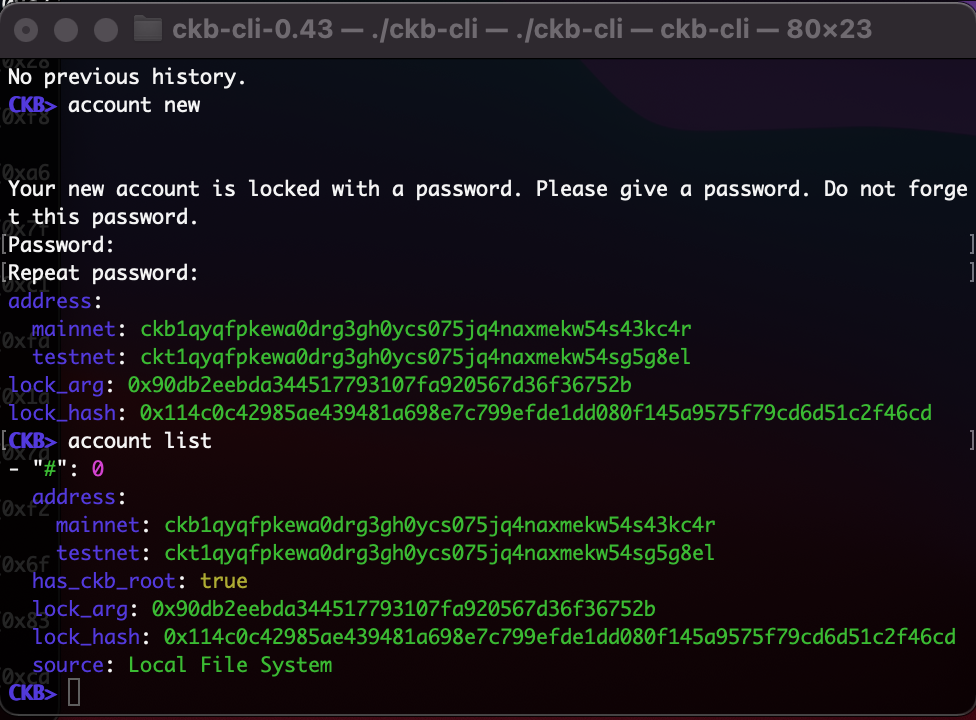 ckb-cli-0.43 — ./ckb-cli — ./ckb-cli — ckb-cli — 80×23
No previous history.
CKB> account new
Your new account is locked with a password. Please give a password. Do not forge
t this password.
[Password: ]
[Repeat password: ]
address:
mainnet: ckb1qyqfpkewa0drg3gh0ycs075jq4naxmekw54s43kc4r
testnet: ckt1qyqfpkewa0drg3gh0ycs075jq4naxmekw54sg5g8el
lock_arg: 0x90db2eebda344517793107fa920567d36f36752b
lock_hash: 0x114c0c42985ae439481a698e7c799efde1dd080f145a9575f79cd6d51c2f46cd
[CKB> account list ]
- "#": 0
address:
mainnet: ckb1qyqfpkewa0drg3gh0ycs075jq4naxmekw54s43kc4r
testnet: ckt1qyqfpkewa0drg3gh0ycs075jq4naxmekw54sg5g8el
has_ckb_root: true
lock_arg: 0x90db2eebda344517793107fa920567d36f36752b
lock_hash: 0x114c0c42985ae439481a698e7c799efde1dd080f145a9575f79cd6d51c2f46cd
source: Local File System
CKB>